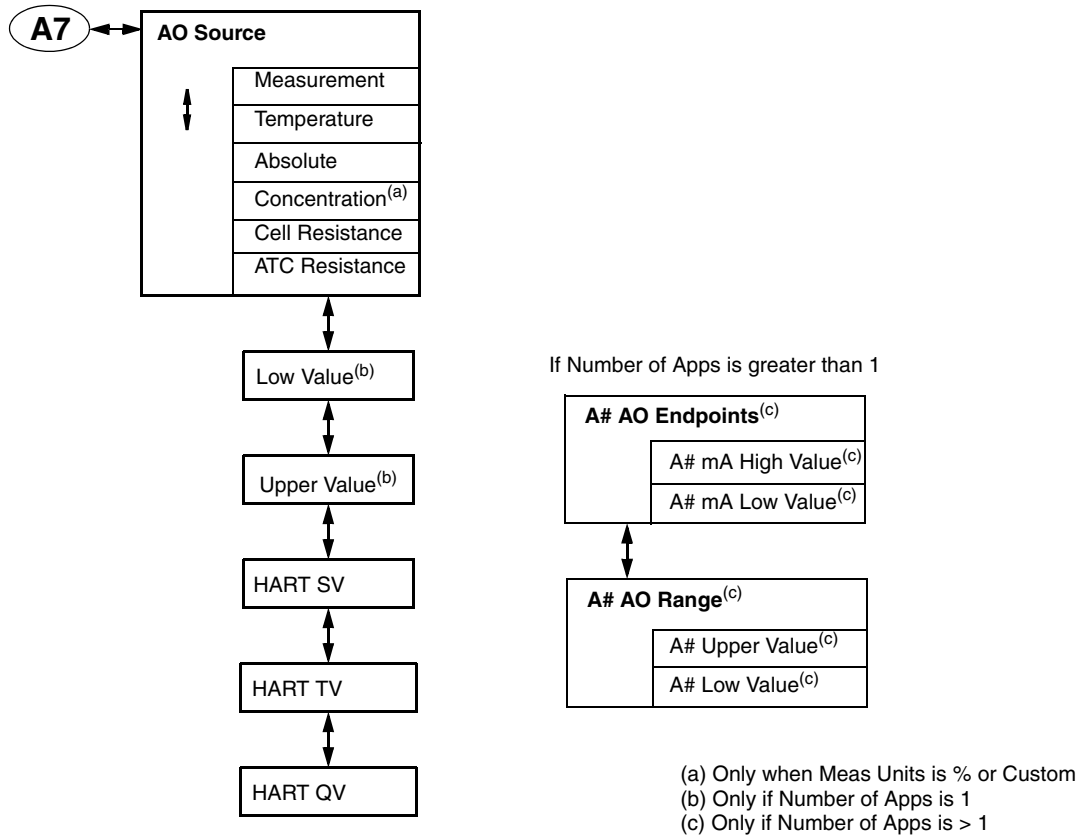 A7
AO Source
Measurement
Temperature
Absolute
Concentration(a)
Cell Resistance
ATC Resistance
Low Value(b)
Upper Value(b)
HART SV
HART TV
HART QV
If Number of Apps is greater than 1
A# AO Endpoints(c)
A# mA High Value(c)
A# mA Low Value(c)
A# AO Range(c)
A# Upper Value(c)
A# Low Value(c)
(a) Only when Meas Units is % or Custom
(b) Only if Number of Apps is 1
(c) Only if Number of Apps is > 1